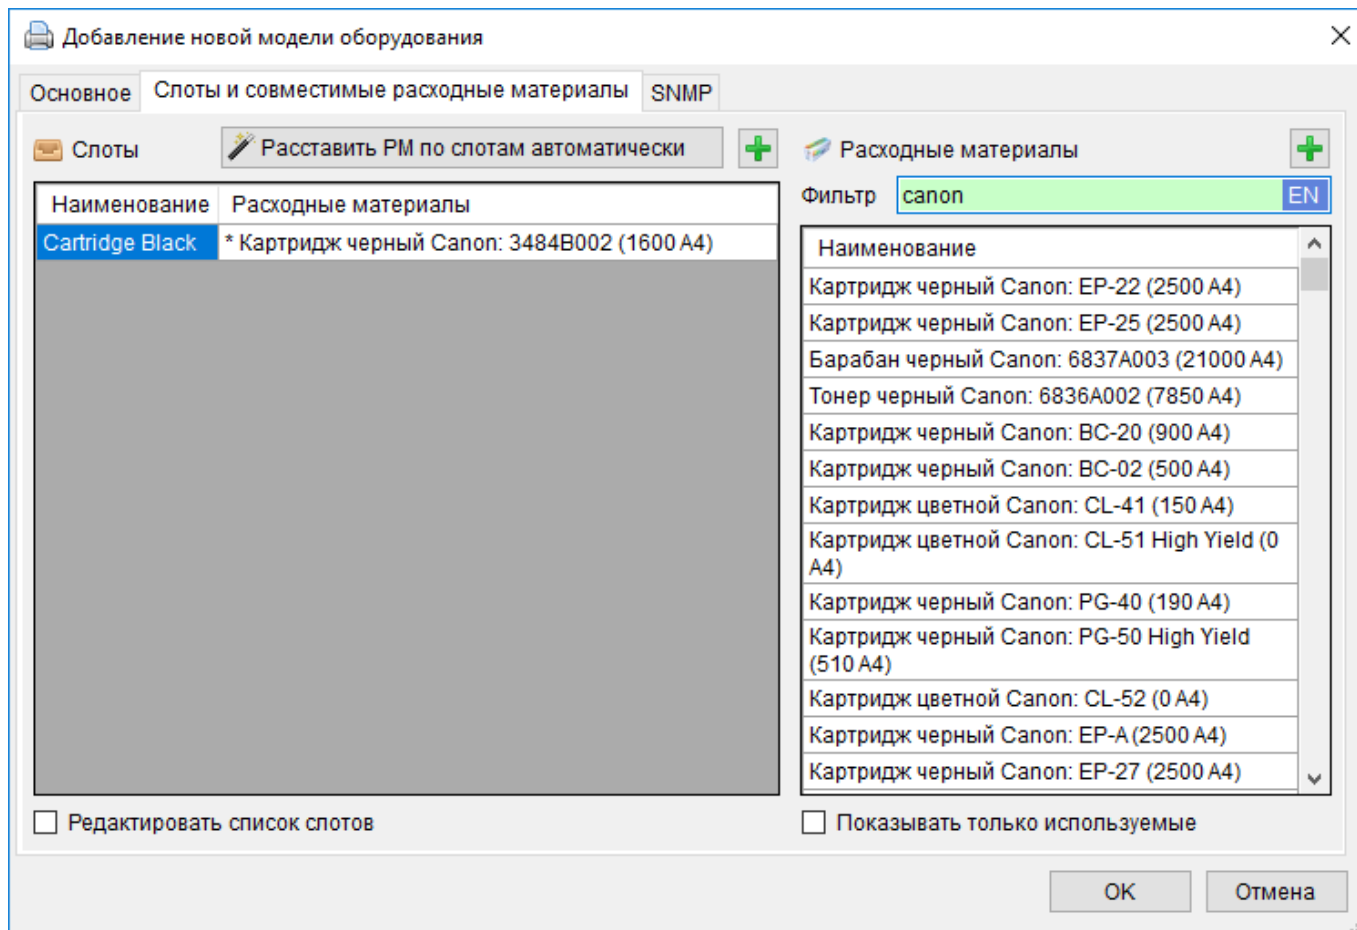 Добавление новой модели оборудования
Основное Слоты и совместимые расходные материалы SNMP
Слоты Расставить РМ по слотам автоматически
Наименование Расходные материалы
Cartridge Black * Картридж черный Canon: 3484B002 (1600 A4)
Редактировать список слотов
Расходные материалы
Фильтр canon EN
Наименование
Картридж черный Canon: EP-22 (2500 A4)
Картридж черный Canon: EP-25 (2500 A4)
Барабан черный Canon: 6837A003 (21000 A4)
Тонер черный Canon: 6836A002 (7850 A4)
Картридж черный Canon: BC-20 (900 A4)
Картридж черный Canon: BC-02 (500 A4)
Картридж цветной Canon: CL-41 (150 A4)
Картридж цветной Canon: CL-51 High Yield (0
A4)
Картридж черный Canon: PG-40 (190 A4)
Картридж черный Canon: PG-50 High Yield
(510 A4)
Картридж цветной Canon: CL-52 (0 A4)
Картридж черный Canon: EP-A (2500 A4)
Картридж черный Canon: EP-27 (2500 A4)
Показывать только используемые
OK Отмена